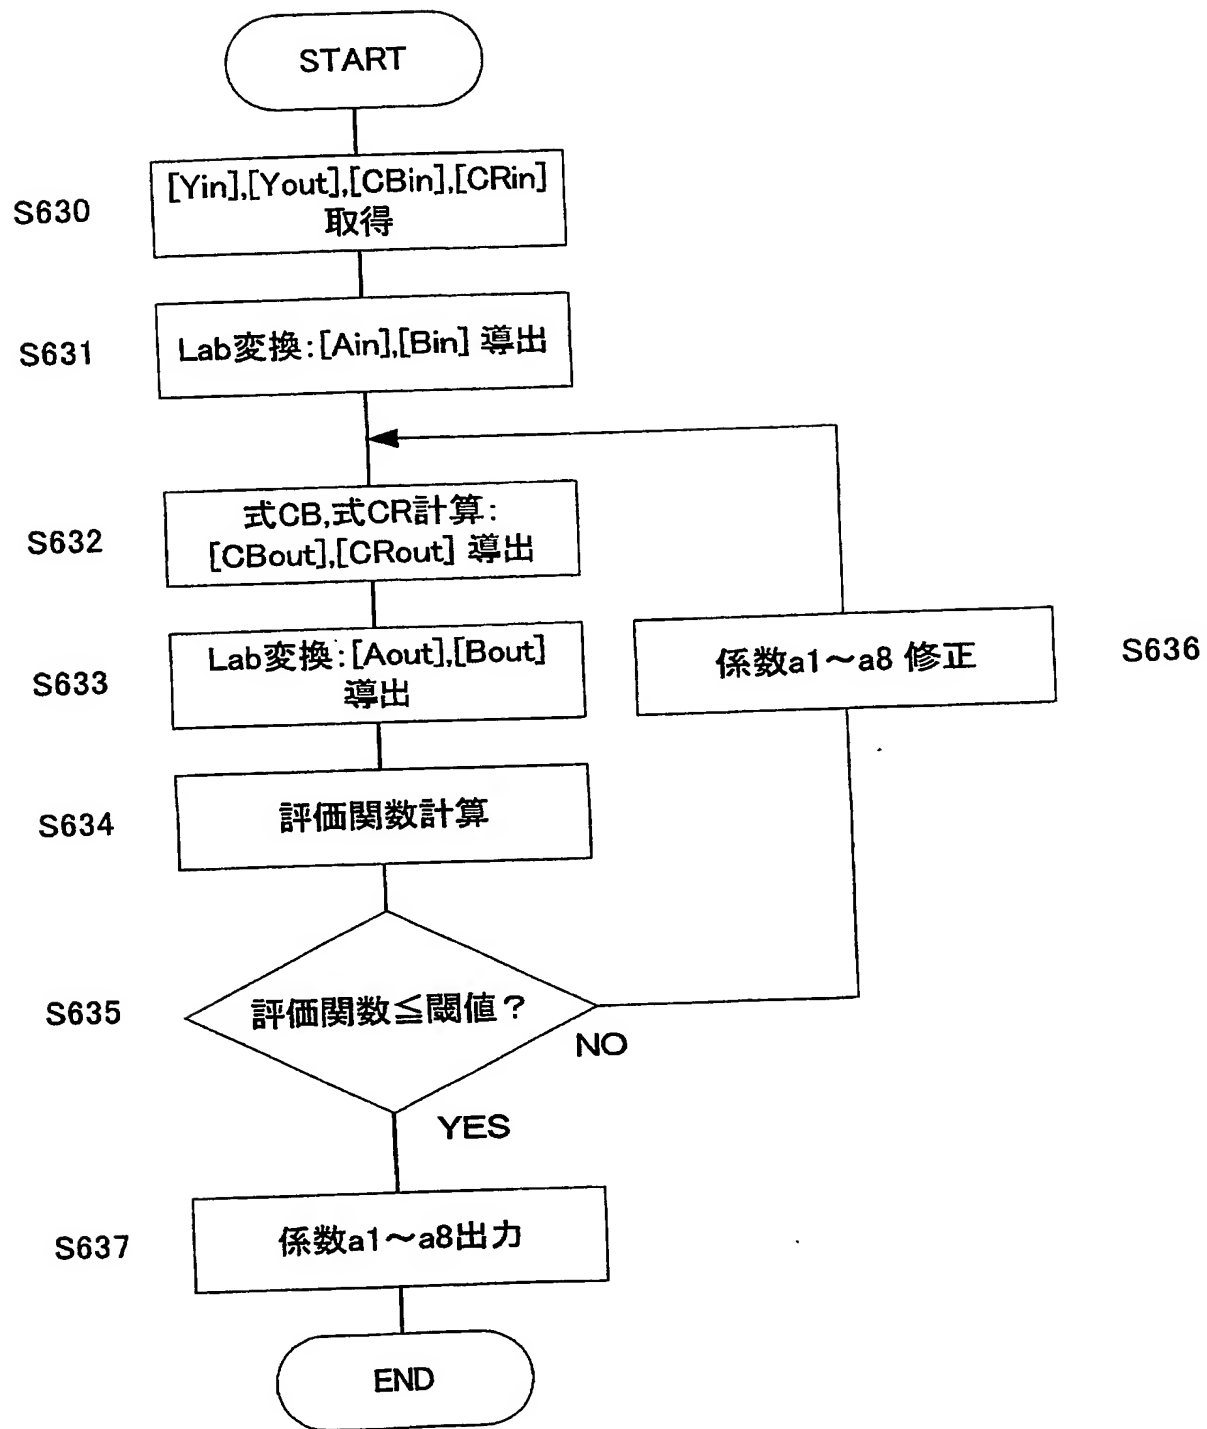 START
S630
[Yin],[Yout],[CBin],[CRin]
取得
S631
Lab変換:[Ain],[Bin] 導出
S632
式CB,式CR計算:
[CBout],[CRout] 導出
S633
Lab変換:[Aout],[Bout]
導出
係数a1～a8 修正
S636
S634
評価関数計算
S635
評価関数≦閾値？
NO
YES
S637
係数a1～a8出力
END